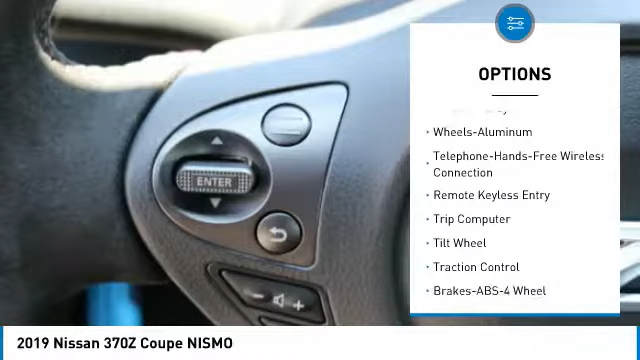 OPTIONS
Wheels-Aluminum
Telephone-Hands-Free Wireless
Connection
Remote Keyless Entry
Trip Computer
Tilt Wheel
Traction Control
Brakes-ABS-4 Wheel
ENTER
- +
2019 Nissan 370Z Coupe NISMO